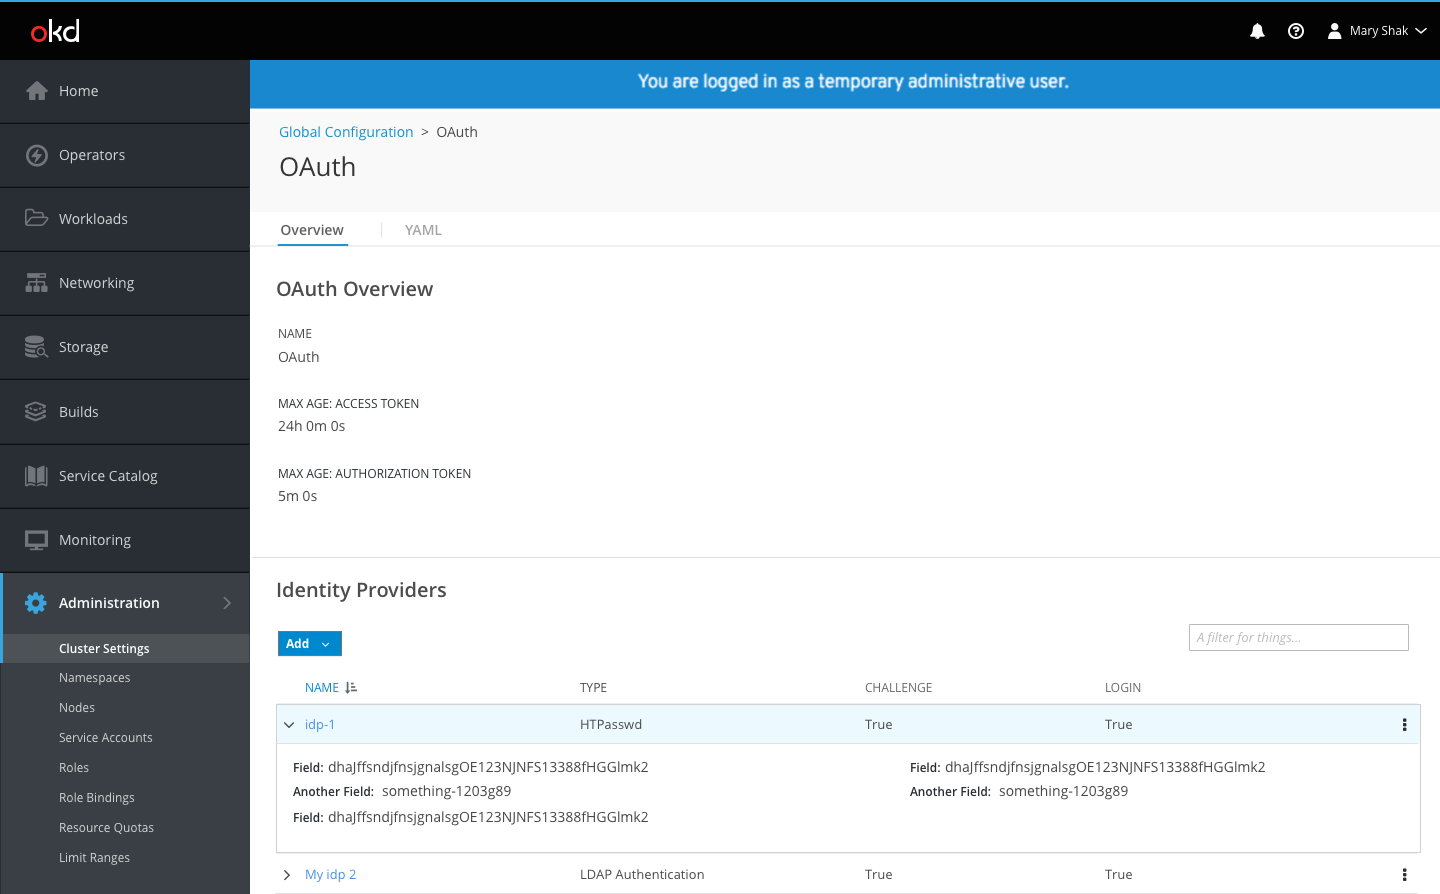 okd
Mary Shak
You are logged in as a temporary administrative user.
Home
Operators
Workloads
Networking
Storage
Builds
Service Catalog
Monitoring
Administration
Cluster Settings
Namespaces
Nodes
Service Accounts
Roles
Role Bindings
Resource Quotas
Limit Ranges
Global Configuration > OAuth
OAuth
Overview YAML
OAuth Overview
NAME
OAuth
MAX AGE: ACCESS TOKEN
24h 0m 0s
MAX AGE: AUTHORIZATION TOKEN
5m 0s
Identity Providers
Add
A filter for things...
NAME TYPE CHALLENGE LOGIN
idp-1 HTPasswd True True
Field: dhaJffsndjfnsjgnalsgOE123NJNFS13388fHGGlmk2 Field: dhaJffsndjfnsjgnalsgOE123NJNFS13388fHGGlmk2
Another Field: something-1203g89 Another Field: something-1203g89
Field: dhaJffsndjfnsjgnalsgOE123NJNFS13388fHGGlmk2
My idp 2 LDAP Authentication True True